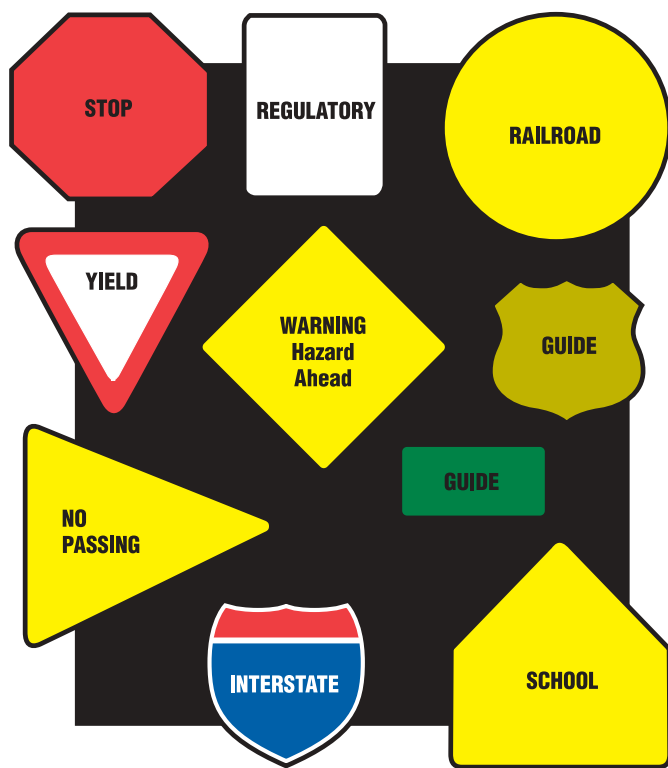 STOP
REGULATORY
RAILROAD
YIELD
WARNING
Hazard
Ahead
GUIDE
GUIDE
NO
PASSING
INTERSTATE
SCHOOL